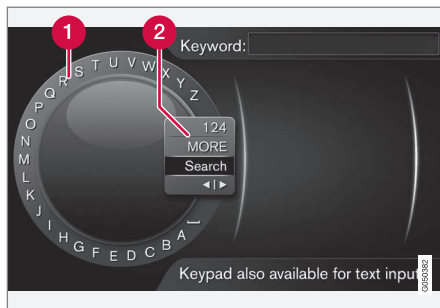 1
2
Keyword:
A B C D E F G H I J K L M N O P Q R S T U V W X Y Z
124
MORE
Search
◄|►
Keypad also available for text input
G050382